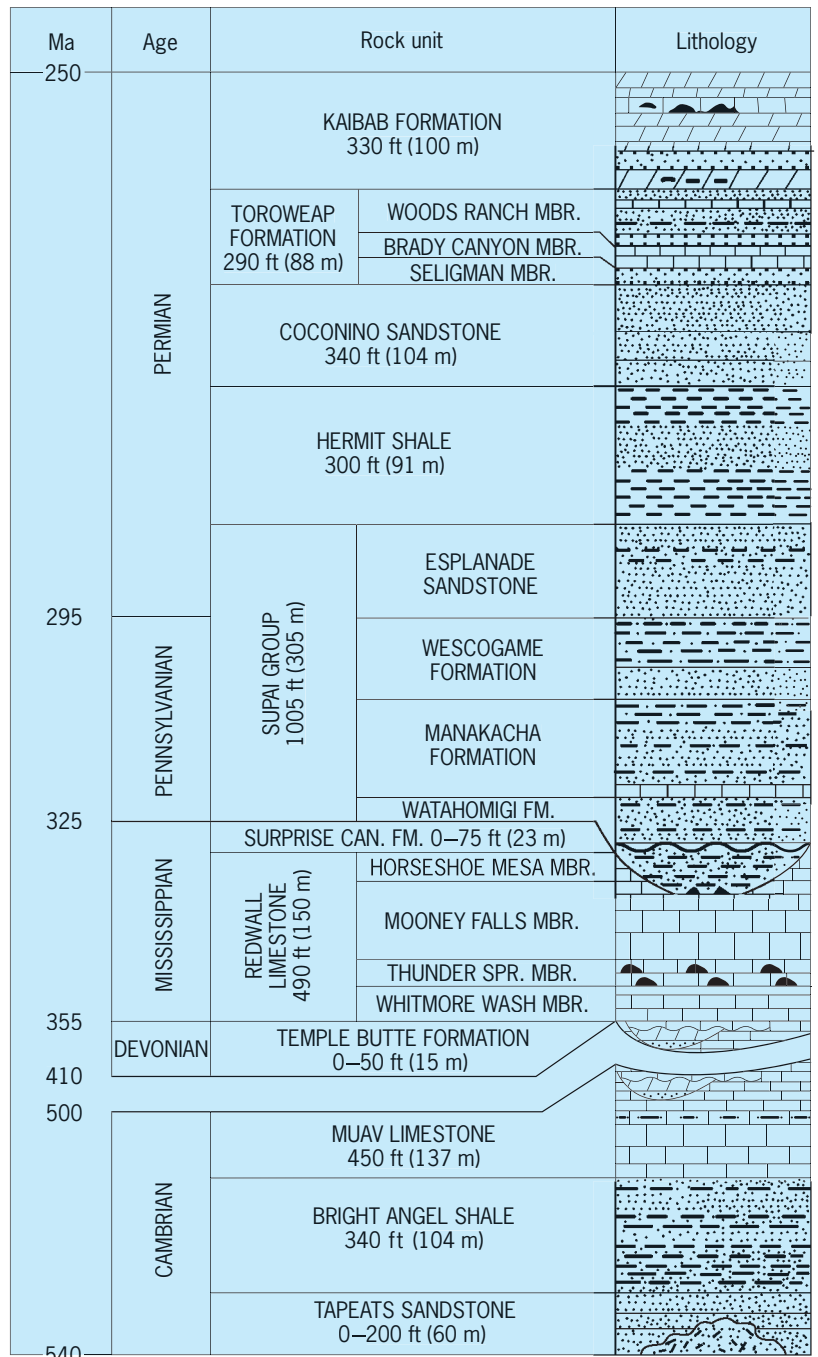 Ma Age Rock unit Lithology
250
PERMIAN
KAIBAB FORMATION
330 ft (100 m)
TOROWEAP
FORMATION
290 ft (88 m)
WOODS RANCH MBR.
BRADY CANYON MBR.
SELIGMAN MBR.
COCONINO SANDSTONE
340 ft (104 m)
HERMIT SHALE
300 ft (91 m)
SUPAI GROUP
1005 ft (305 m)
ESPLANADE
SANDSTONE
295
PENNSYLVANIAN
WESCOGAME
FORMATION
MANAKACHA
FORMATION
WATAHOMIGI FM.
325
MISSISSIPPIAN
SURPRISE CAN. FM. 0–75 ft (23 m)
REDWALL
LIMESTONE
490 ft (150 m)
HORSESHOE MESA MBR.
MOONEY FALLS MBR.
THUNDER SPR. MBR.
WHITMORE WASH MBR.
355
DEVONIAN
TEMPLE BUTTE FORMATION
0–50 ft (15 m)
410
500
CAMBRIAN
MUAV LIMESTONE
450 ft (137 m)
BRIGHT ANGEL SHALE
340 ft (104 m)
TAPEATS SANDSTONE
0–200 ft (60 m)
540